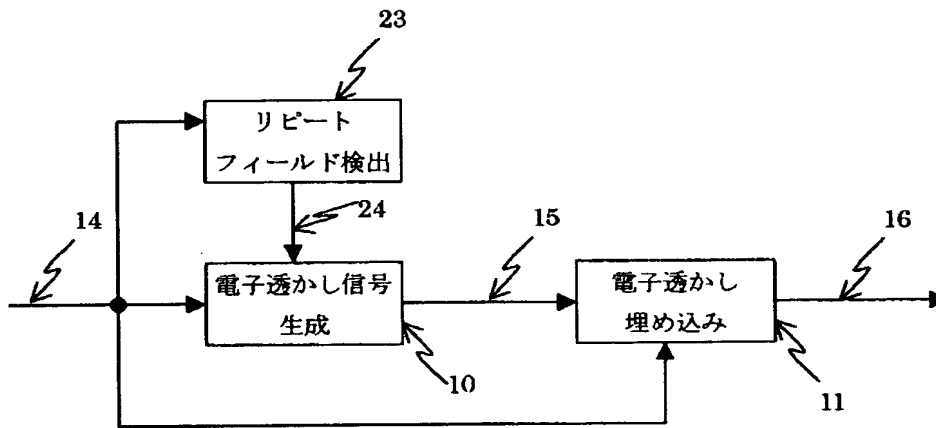 23
リピート
フィールド検出
14
24
15
16
電子透かし信号
生成
電子透かし
埋め込み
10
11